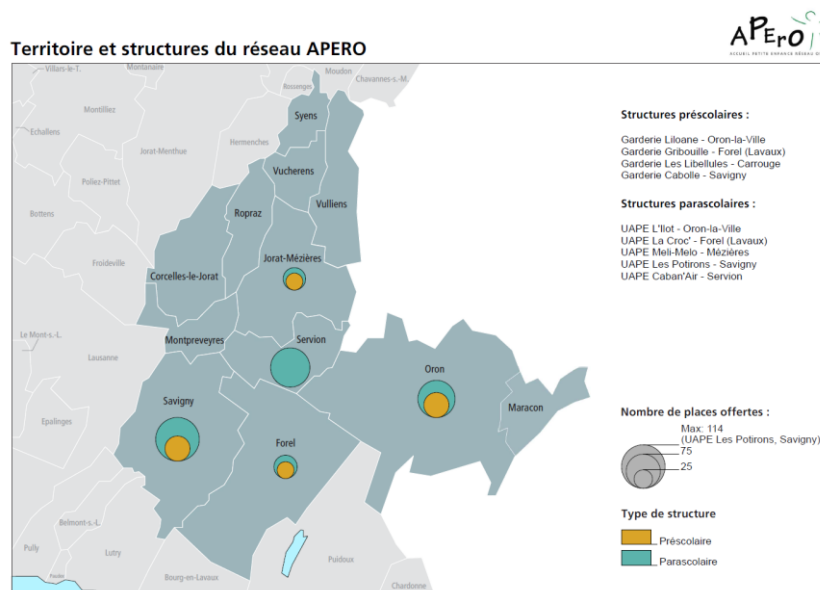 Territoire et structures du réseau APERO
APERO
Villars-le-T.
Montanaire
Moudon
Chavannes-s.-M.
Rossenges
Montilliez
Syens
Echallens
Jorat-Menthue
Hermenches
Vucherens
Poliez-Pittet
Ropraz
Vulliens
Bottens
Froideville
Corcelles-le-Jorat
Jorat-Mézières
Le Mont-s.-L.
Montpreveyres
Servion
Lausanne
Oron
Savigny
Maracon
Epalinges
Forel
Belmont-s.-L.
Pully
Lutry
Puidoux
Paudex
Bourg-en-Lavaux
Chardonne
Structures préscolaires :
Garderie Liloane - Oron-la-Ville
Garderie Gribouille - Forel (Lavaux)
Garderie Les Libellules - Carrouge
Garderie Cabolle - Savigny
Structures parascolaires :
UAPE L'Ilot - Oron-la-Ville
UAPE La Croc' - Forel (Lavaux)
UAPE Meli-Melo - Mézières
UAPE Les Potirons - Savigny
UAPE Caban'Air - Servion
Nombre de places offertes :
Max: 114
(UAPE Les Potirons, Savigny)
75
25
Type de structure
Préscolaire
Parascolaire